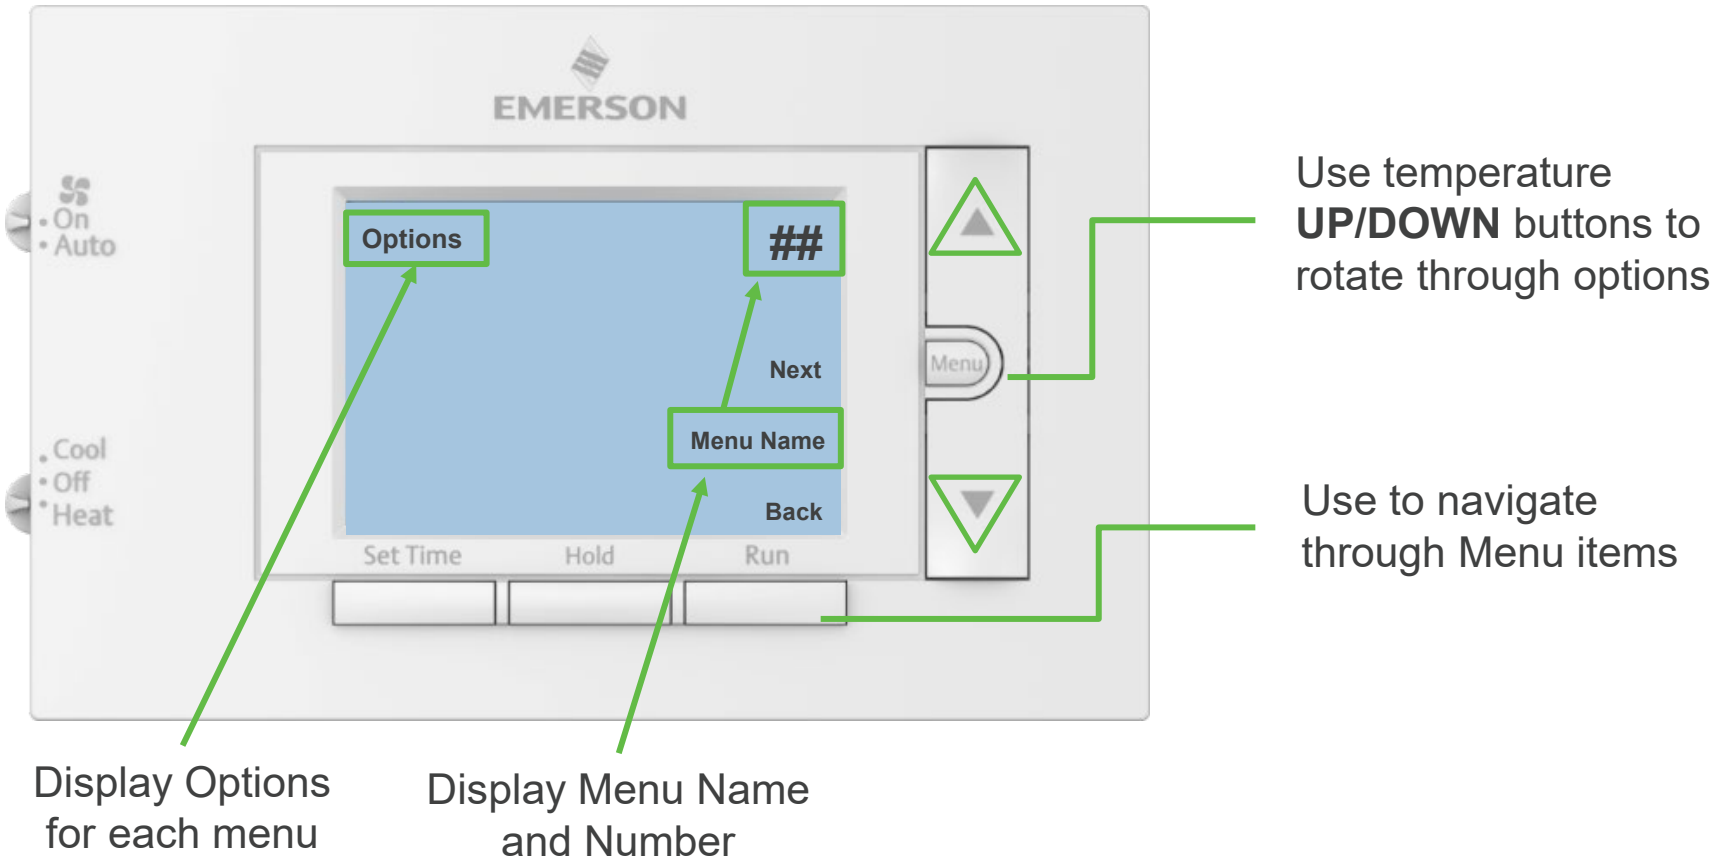 EMERSON
On
Auto
Options
##
Use temperature
UP/DOWN buttons to
rotate through options
Next
Menu
Menu Name
Cool
Off
Heat
Back
Use to navigate
through Menu items
Set Time
Hold
Run
Display Options
for each menu
Display Menu Name
and Number